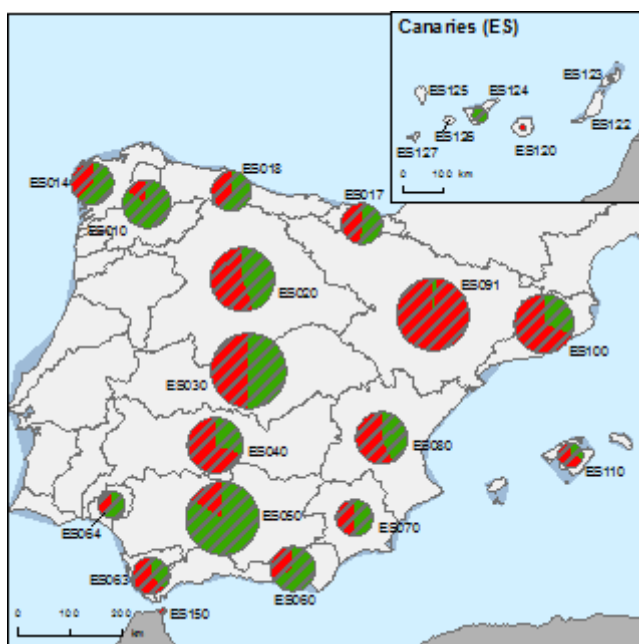 Canaries (ES)
ES123
ES125
ES124
ES126
ES122
ES127
ES120
0 100 km
ES018
ES014
ES017
ES010
ES091
ES020
ES100
ES030
ES040
ES080
ES110
ES050
ES070
ES064
ES063
ES060
ES150
0 100 200
km